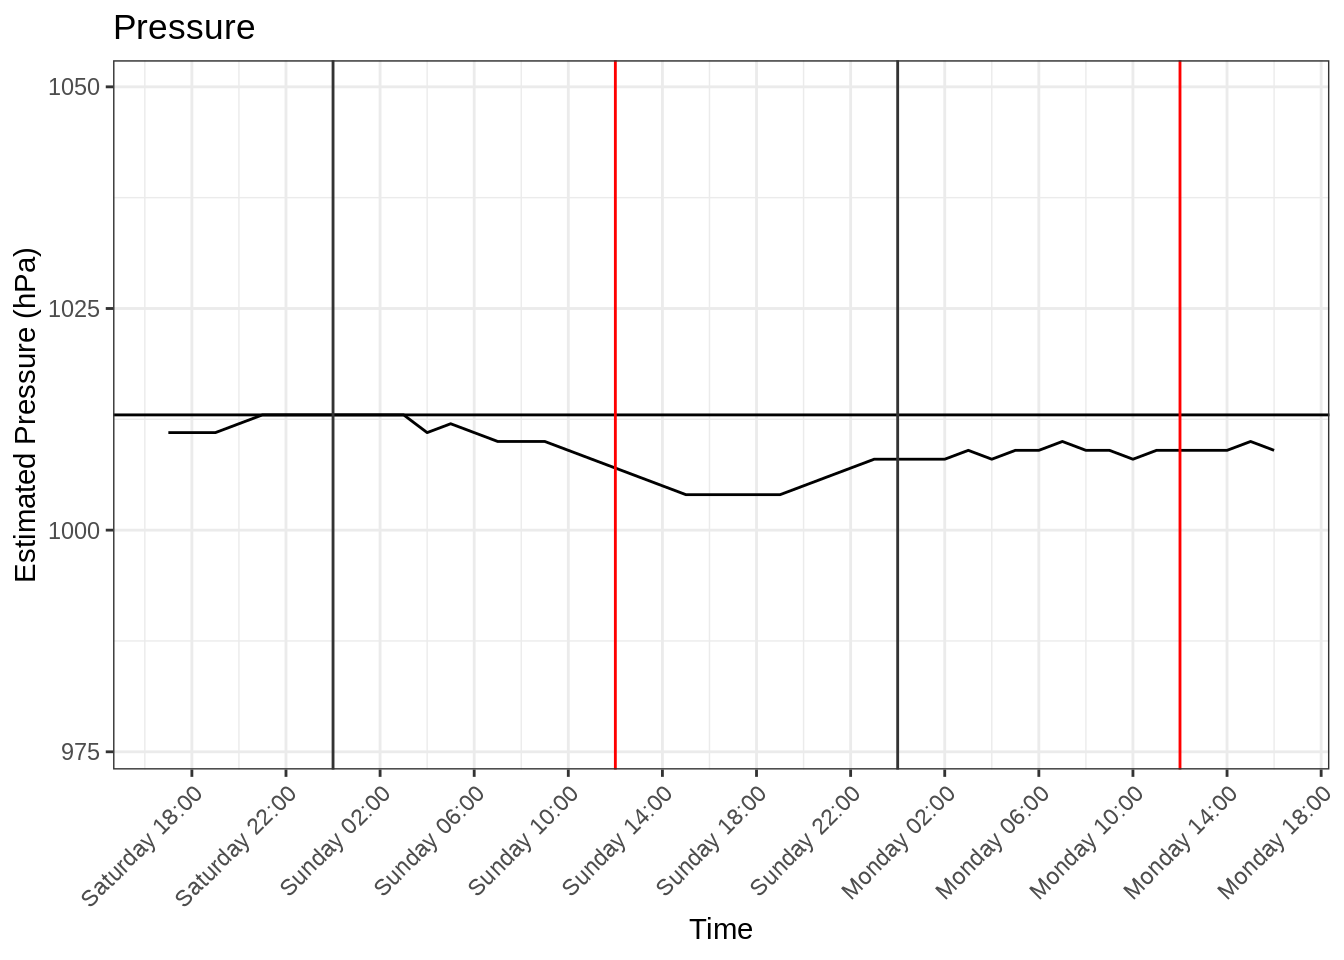 Pressure
Estimated Pressure (hPa)
1050
1025
1000
975
Saturday 18:00
Saturday 22:00
Sunday 02:00
Sunday 06:00
Sunday 10:00
Sunday 14:00
Sunday 18:00
Sunday 22:00
Monday 02:00
Monday 06:00
Monday 10:00
Monday 14:00
Monday 18:00
Time